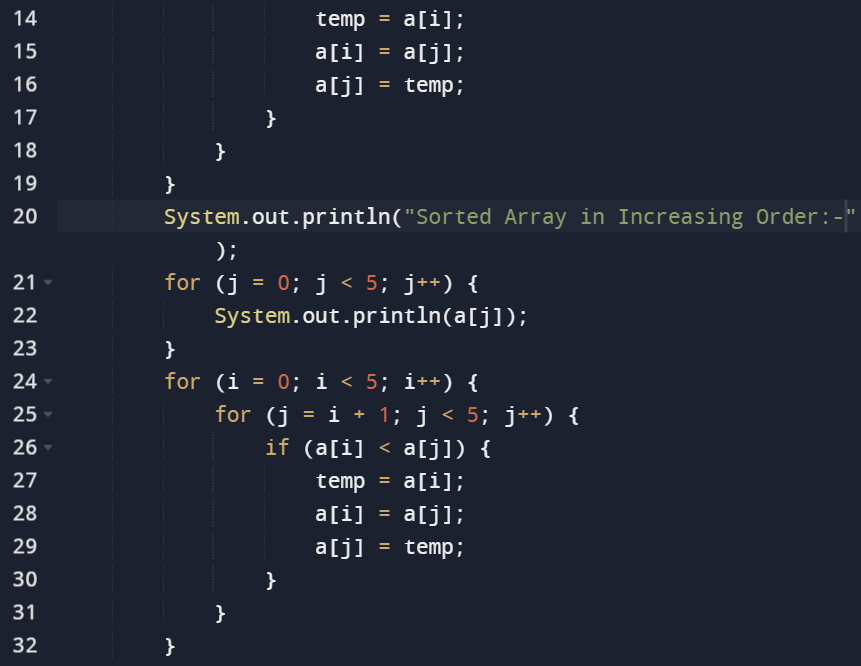 14 temp = a[i];
15 a[i] = a[j];
16 a[j] = temp;
17 }
18 }
19 }
20 System.out.println("Sorted Array in Increasing Order:-"
);
21 for (j = 0; j < 5; j++) {
22 System.out.println(a[j]);
23 }
24 for (i = 0; i < 5; i++) {
25 for (j = i + 1; j < 5; j++) {
26 if (a[i] < a[j]) {
27 temp = a[i];
28 a[i] = a[j];
29 a[j] = temp;
30 }
31 }
32 }